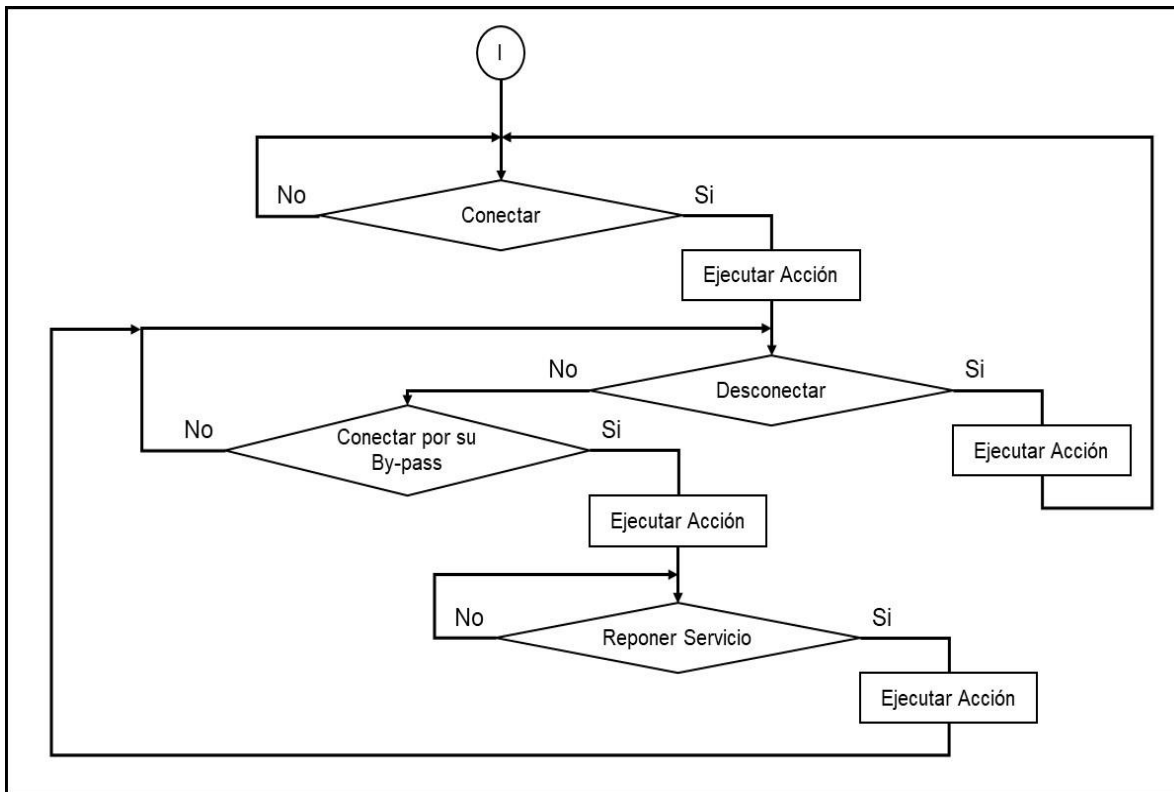 I
No
Conectar
Si
Ejecutar Acción
No
Desconectar
Si
No
Conectar por su
By-pass
Si
Ejecutar Acción
Ejecutar Acción
No
Reponer Servicio
Si
Ejecutar Acción